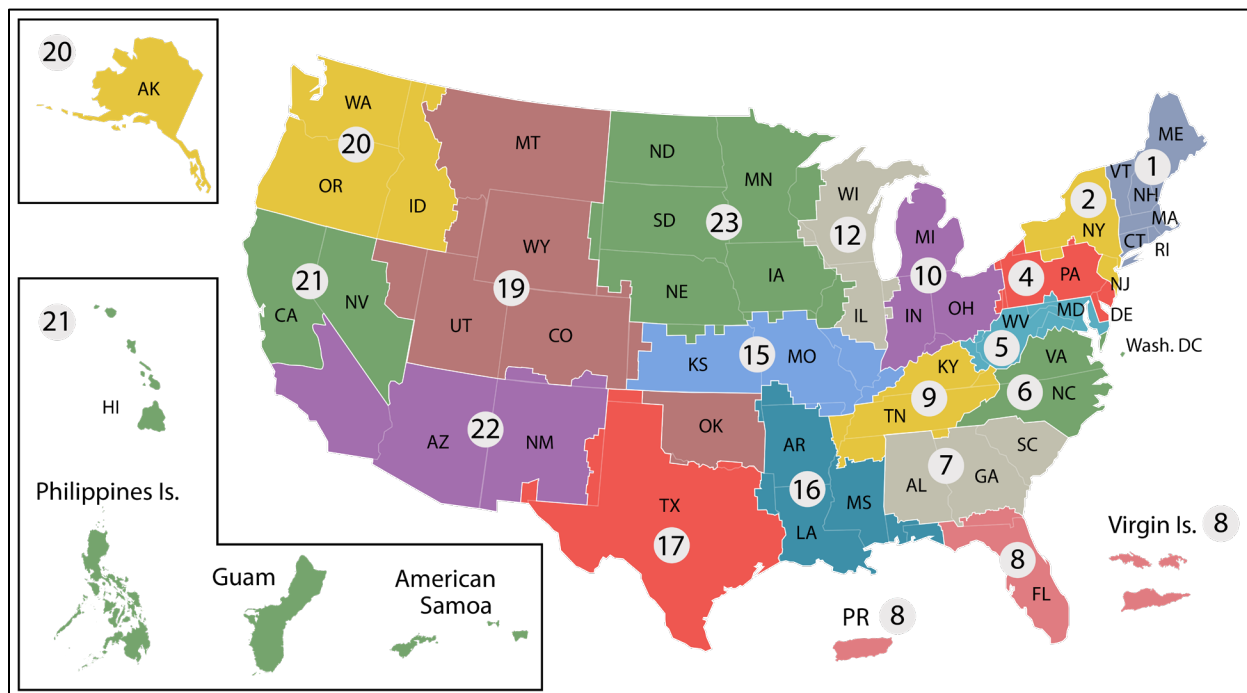 20
AK
WA
20
OR
ID
MT
ND
MN
SD
23
WI
12
MI
ME
1
VT
NH
2
NY
MA
CT
RI
WY
19
21
NV
CA
UT
CO
NE
IA
IL
10
IN
OH
4
PA
NJ
DE
MD
WV
5
Wash. DC
VA
KS
15
MO
KY
9
TN
6
NC
AZ
22
NM
OK
AR
16
LA
MS
AL
7
GA
SC
TX
17
8
FL
Virgin Is. 8
PR 8
21
HI
Philippines Is.
Guam
American
Samoa